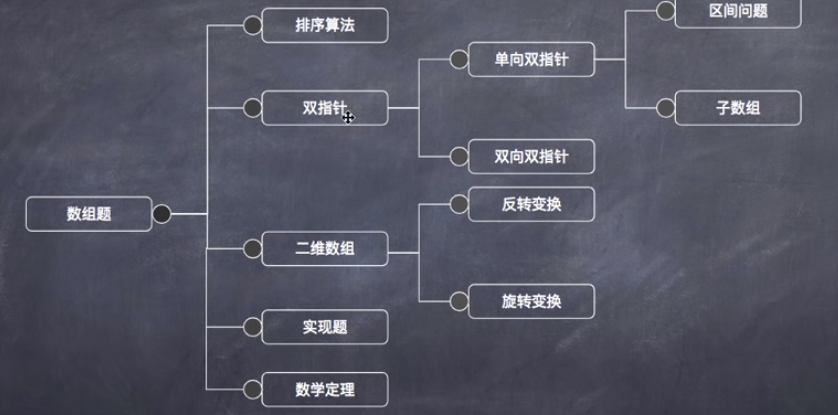 区间问题
排序算法
单向双指针
双指针
子数组
双向双指针
反转变换
数组题
二维数组
旋转变换
实现题
数学定理